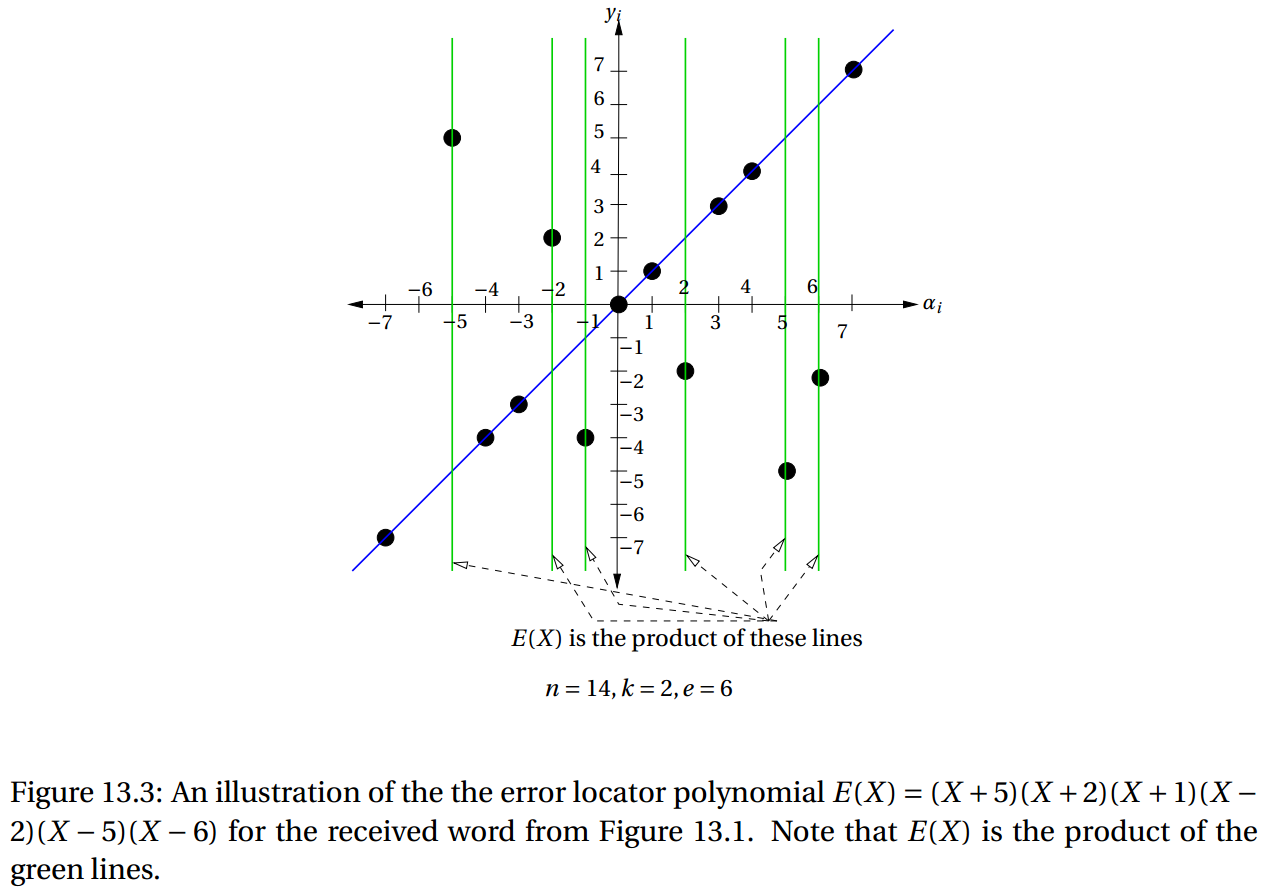 yᵢ
7
6
5
4
3
2
1
−6 −4 −2 2 4 6
αᵢ
−7 −5 −3 −1 1 3 5 7
−1
−2
−3
−4
−5
−6
−7
E(X) is the product of these lines
n = 14, k = 2, e = 6
Figure 13.3: An illustration of the the error locator polynomial E(X) = (X + 5)(X + 2)(X + 1)(X −
2)(X − 5)(X − 6) for the received word from Figure 13.1. Note that E(X) is the product of the
green lines.